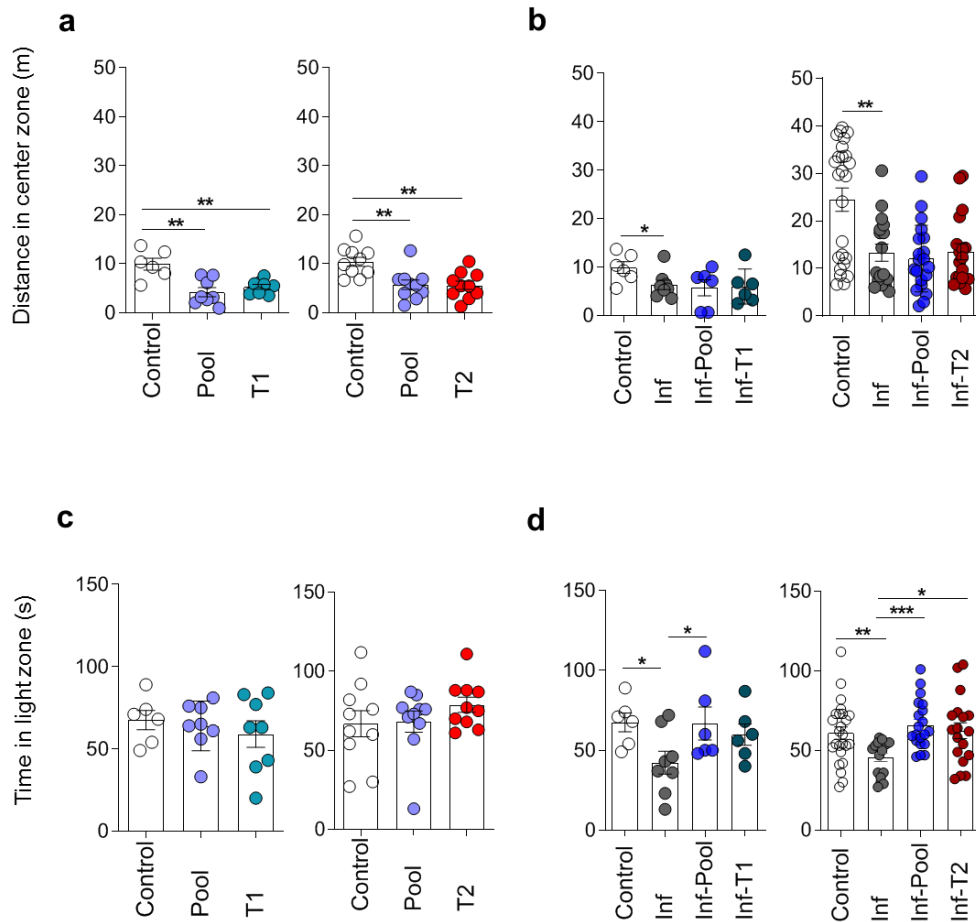 a
b
Distance in center zone (m)
50
40
30
20
10
0
**
**
Control
Pool
T1
50
40
30
20
10
0
**
**
Control
Pool
T2
50
40
30
20
10
0
*
Control
Inf
Inf-Pool
Inf-T1
50
40
30
20
10
0
**
Control
Inf
Inf-Pool
Inf-T2
c
d
Time in light zone (s)
150
100
50
0
Control
Pool
T1
150
100
50
0
Control
Pool
T2
150
100
50
0
*
*
Control
Inf
Inf-Pool
Inf-T1
150
100
50
0
*
***
**
Control
Inf
Inf-Pool
Inf-T2